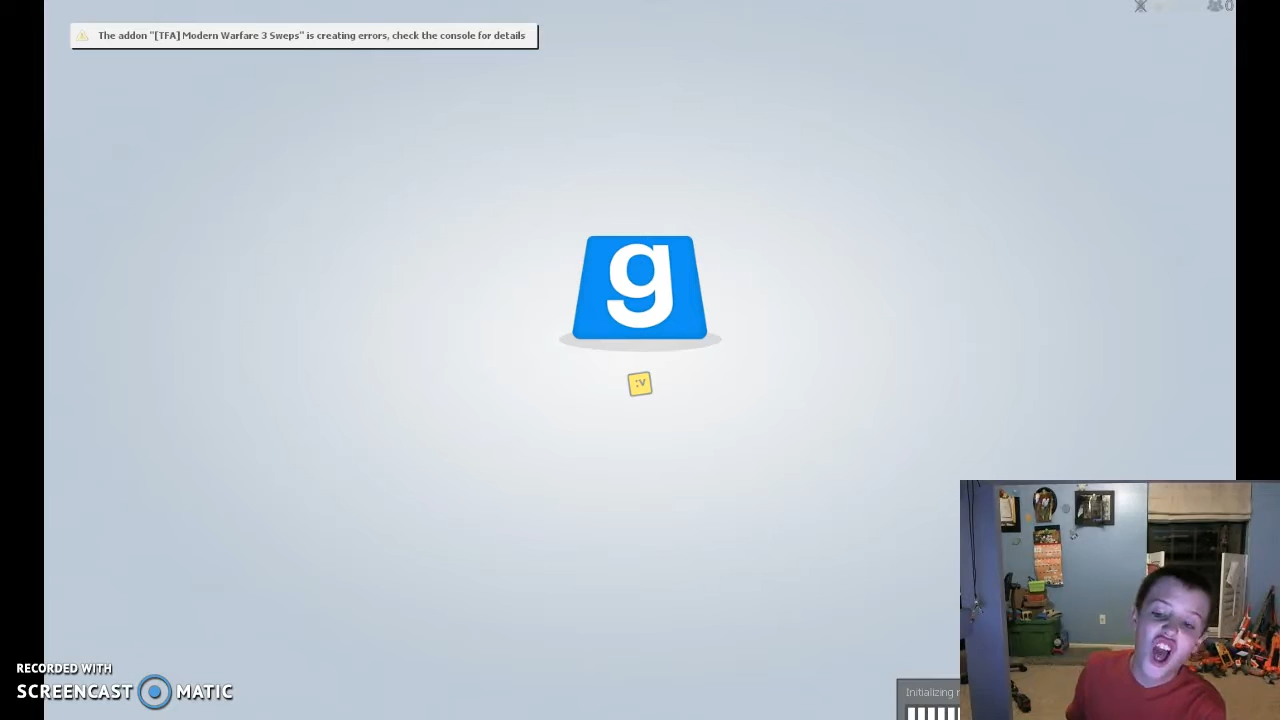 0
The addon "[TFA] Modern Warfare 3 Sweps" is creating errors, check the console for details
g
:v
RECORDED WITH
SCREENCAST MATIC
Initializing